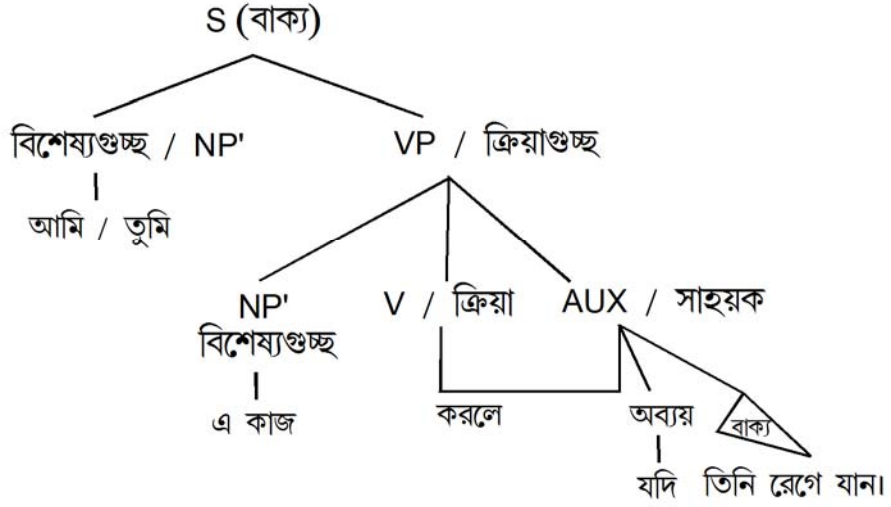 S (বাক্য)
বিশেষ্যগুচ্ছ / NP' VP / ক্রিয়াগুচ্ছ
আমি / তুমি
NP' V / ক্রিয়া AUX / সাহয়ক
বিশেষ্যগুচ্ছ
এ কাজ করলে অব্যয় বাক্য
যদি তিনি রেগে যান।